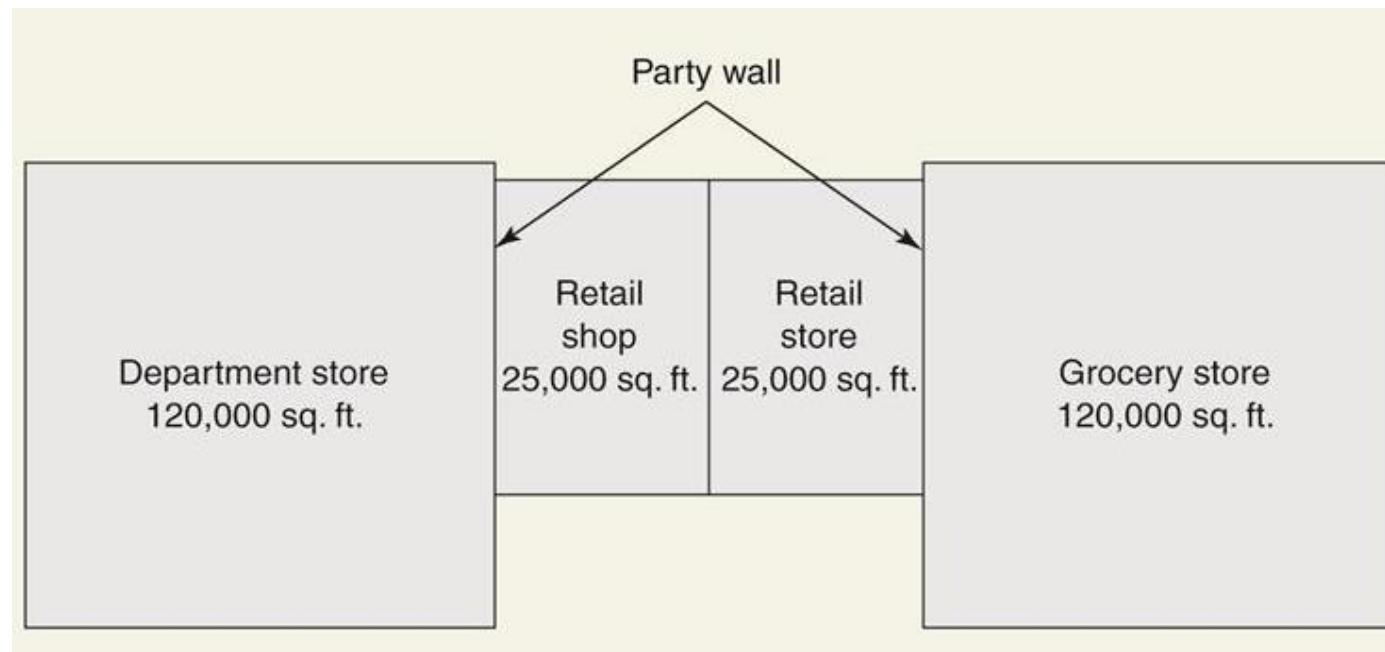 Party wall
Department store
120,000 sq. ft.
Retail
shop
25,000 sq. ft.
Retail
store
25,000 sq. ft.
Grocery store
120,000 sq. ft.